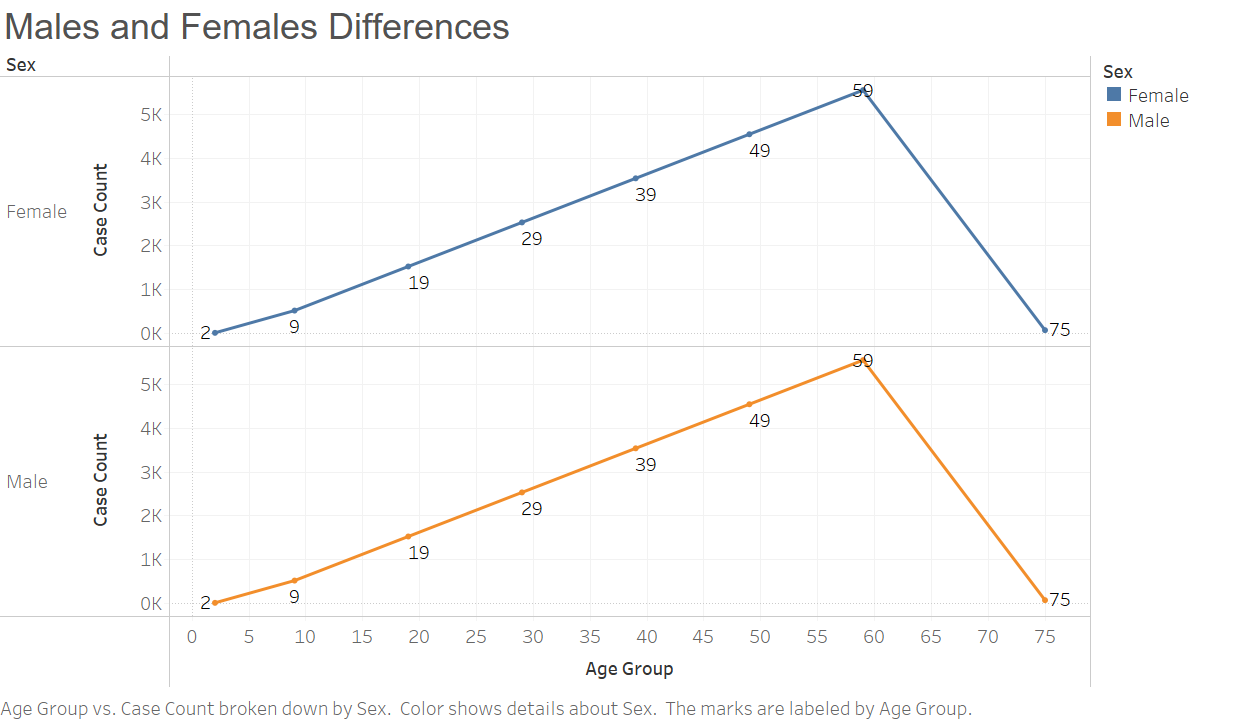 Males and Females Differences
Sex
Female
Case Count
5K
4K
3K
2K
1K
0K
2
9
19
29
39
49
59
75
Male
Case Count
5K
4K
3K
2K
1K
0K
2
9
19
29
39
49
59
75
0 5 10 15 20 25 30 35 40 45 50 55 60 65 70 75
Age Group
Sex
Female
Male
Age Group vs. Case Count broken down by Sex. Color shows details about Sex. The marks are labeled by Age Group.